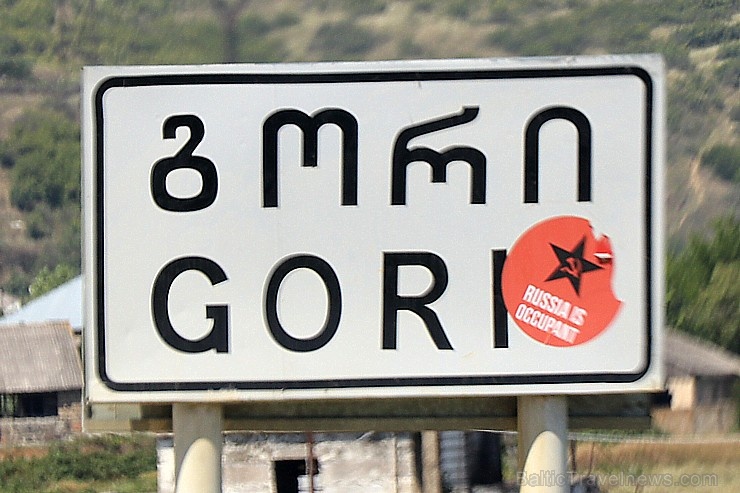 გორი
GORI
RUSSIA IS
OCCUPANT
BalticTravelnews.com